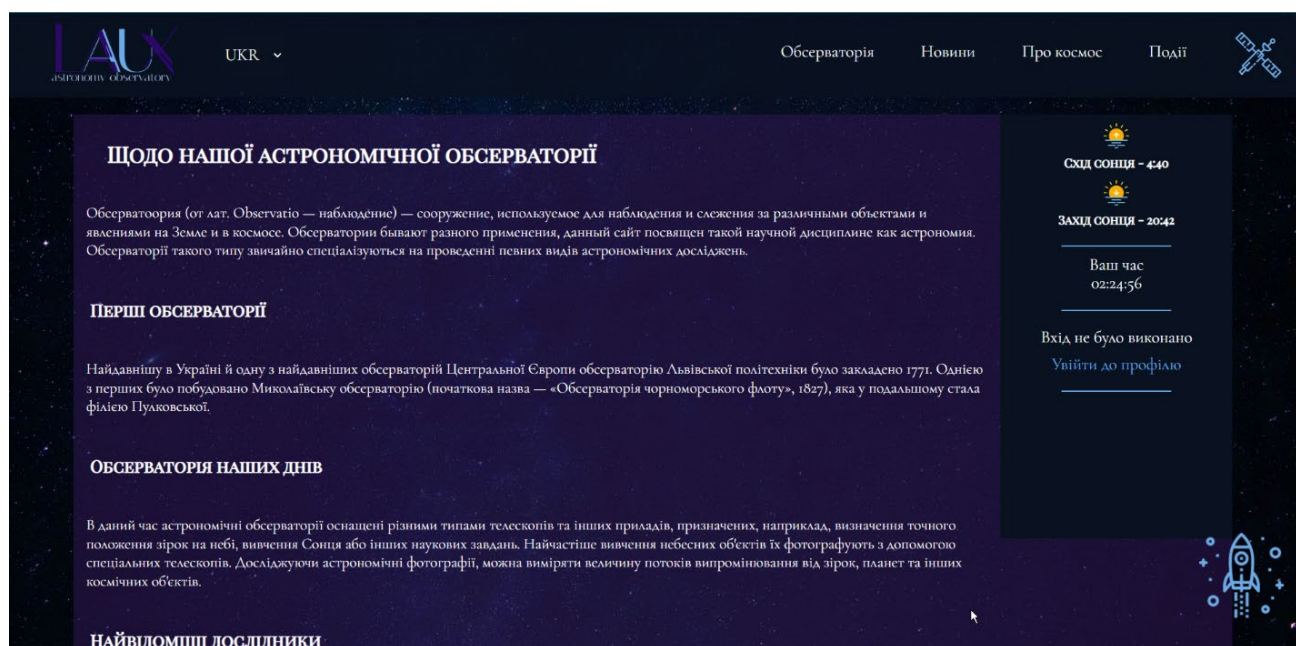 LAUX
astronomy observatory
UKR
Обсерваторія Новини Про космос Події
Щодо нашої астрономічної обсерваторії
Обсерватоория (от лат. Observatio — наблюдение) — сооружение, используемое для наблюдения и слежения за различными объектами и
явлениями на Земле и в космосе. Обсерватории бывают разного применения, данный сайт посвящен такой научной дисциплине как астрономия.
Обсерваторії такого типу звичайно спеціалізуються на проведенні певних видів астрономічних досліджень.
Перші обсерваторії
Найдавнішу в Україні й одну з найдавніших обсерваторій Центральної Європи обсерваторію Львівської політехніки було закладено 1771. Однією
з перших було побудовано Миколаївську обсерваторію (початкова назва — «Обсерваторія чорноморського флоту», 1827), яка у подальшому стала
філією Пулковської.
Обсерваторія наших днів
В даний час астрономічні обсерваторії оснащені різними типами телескопів та інших приладів, призначених, наприклад, визначення точного
положення зірок на небі, вивчення Сонця або інших наукових завдань. Найчастіше вивчення небесних об'єктів їх фотографують з допомогою
спеціальних телескопів. Досліджуючи астрономічні фотографії, можна виміряти величину потоків випромінювання від зірок, планет та інших
космічних об'єктів.
Найвідоміші дослідники
Схід сонця - 4:40
Захід сонця - 20:42
Ваш час
02:24:56
Вхід не було виконано
Увійти до профілю